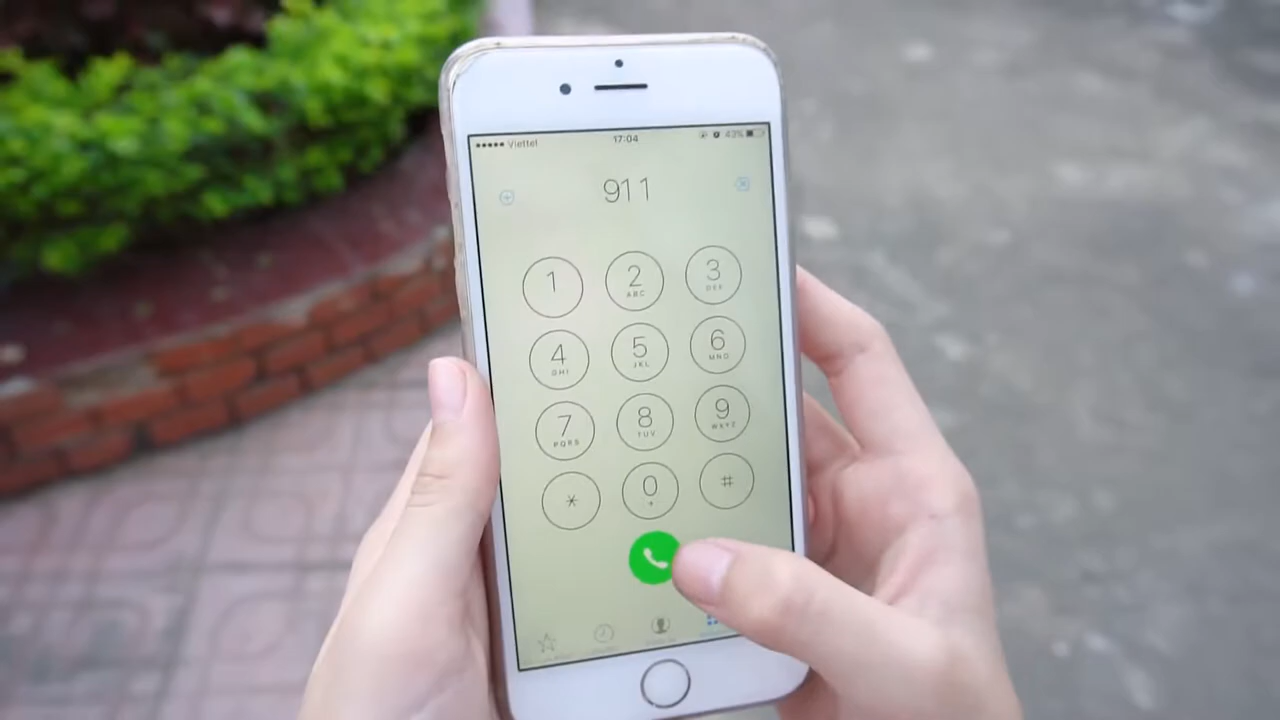 Viettel 17:04 43%
911
1 2 3
ABC DEF
4 5 6
GHI JKL MNO
7 8 9
PQRS TUV WXYZ
* 0 #
+